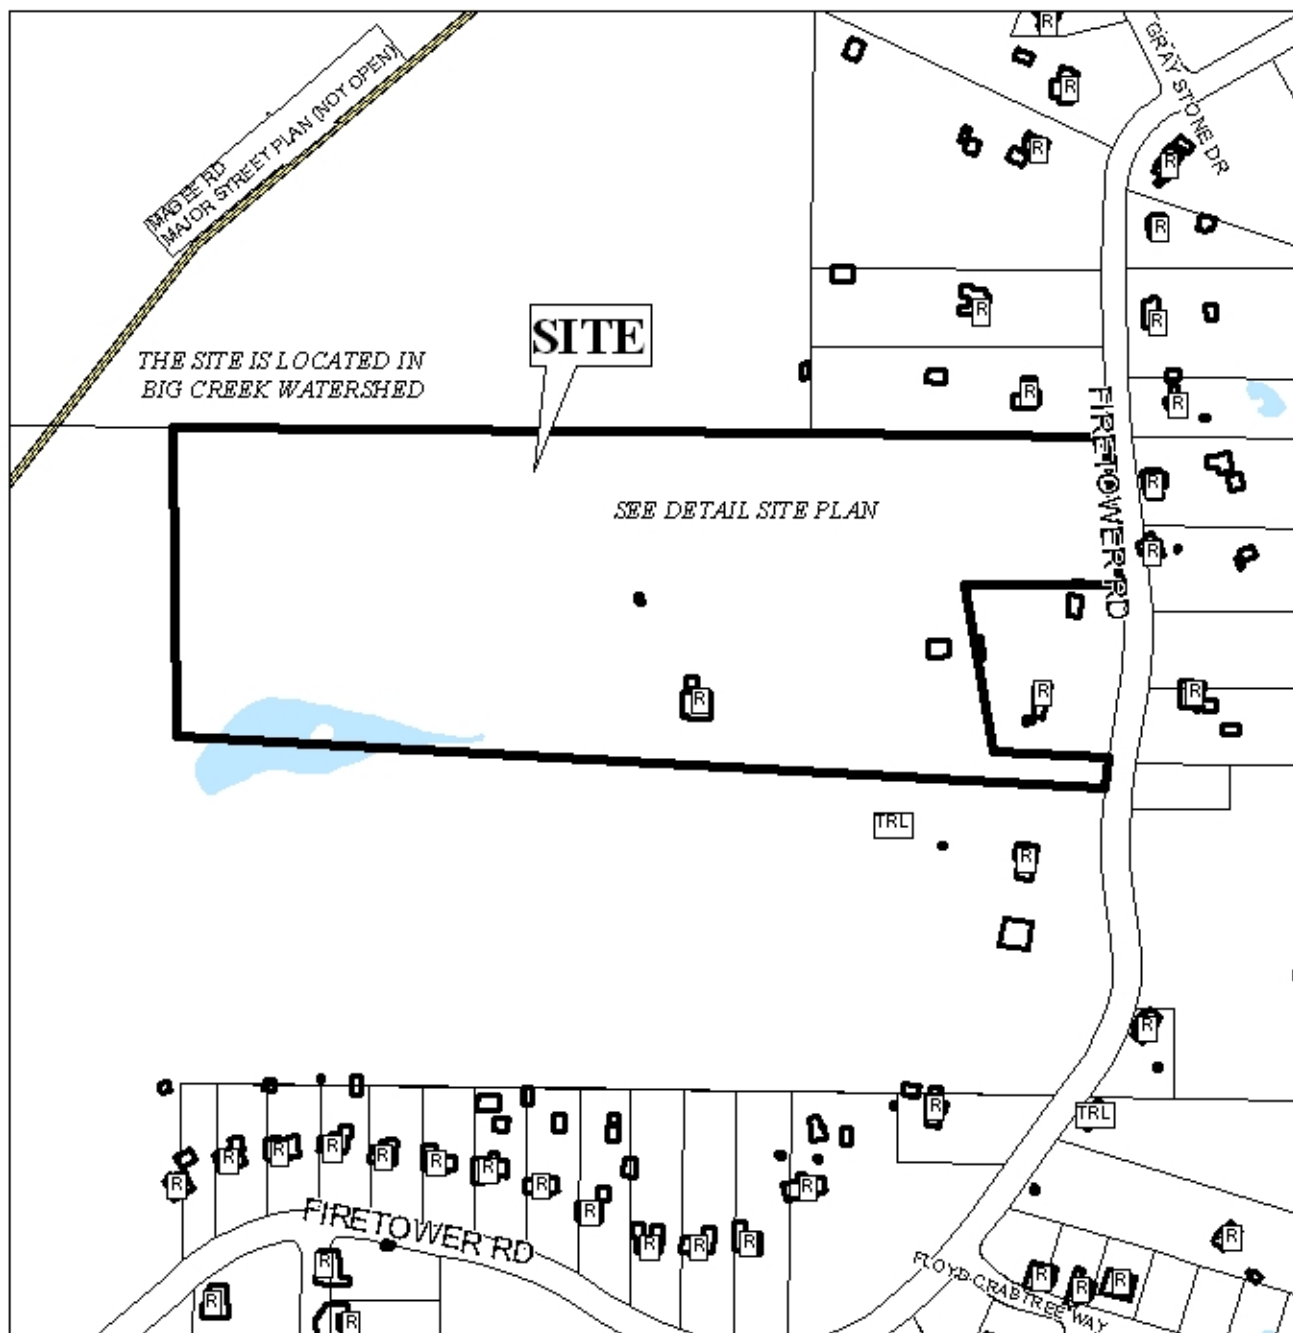 GRAY STONE DR
MAGEE RD
MAJOR STREET PLAN (NOT OPEN)
R
R
R
R
R
SITE
THE SITE IS LOCATED IN
BIG CREEK WATERSHED
R
R
R
R
FIRETOWER RD
SEE DETAIL SITE PLAN
R
R
R
R
R
TRL
R
R
R
TRL
R
R
R
R
R
R
R
R
R
R
R
R
R
FIRETOWER RD
R
R
R
R
FLOYD CRABTREE WAY
R
R
R